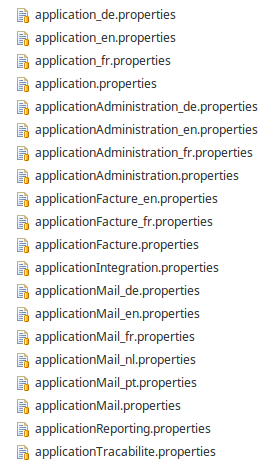 application_de.properties
application_en.properties
application_fr.properties
application.properties
applicationAdministration_de.properties
applicationAdministration_en.properties
applicationAdministration_fr.properties
applicationAdministration.properties
applicationFacture_en.properties
applicationFacture_fr.properties
applicationFacture.properties
applicationIntegration.properties
applicationMail_de.properties
applicationMail_en.properties
applicationMail_fr.properties
applicationMail_nl.properties
applicationMail_pt.properties
applicationMail.properties
applicationReporting.properties
applicationTracabilite.properties